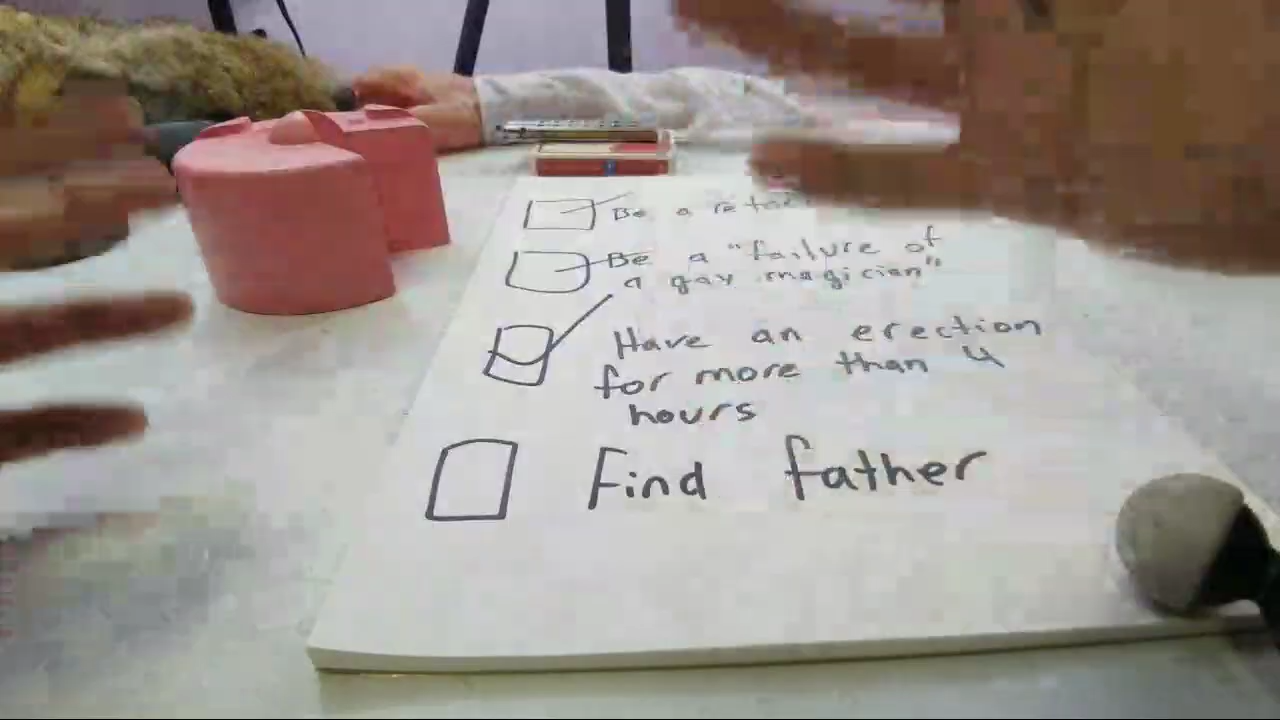 Be a
Be a "failure of
a gay magician"
Have an erection
for more than 4
hours
Find father